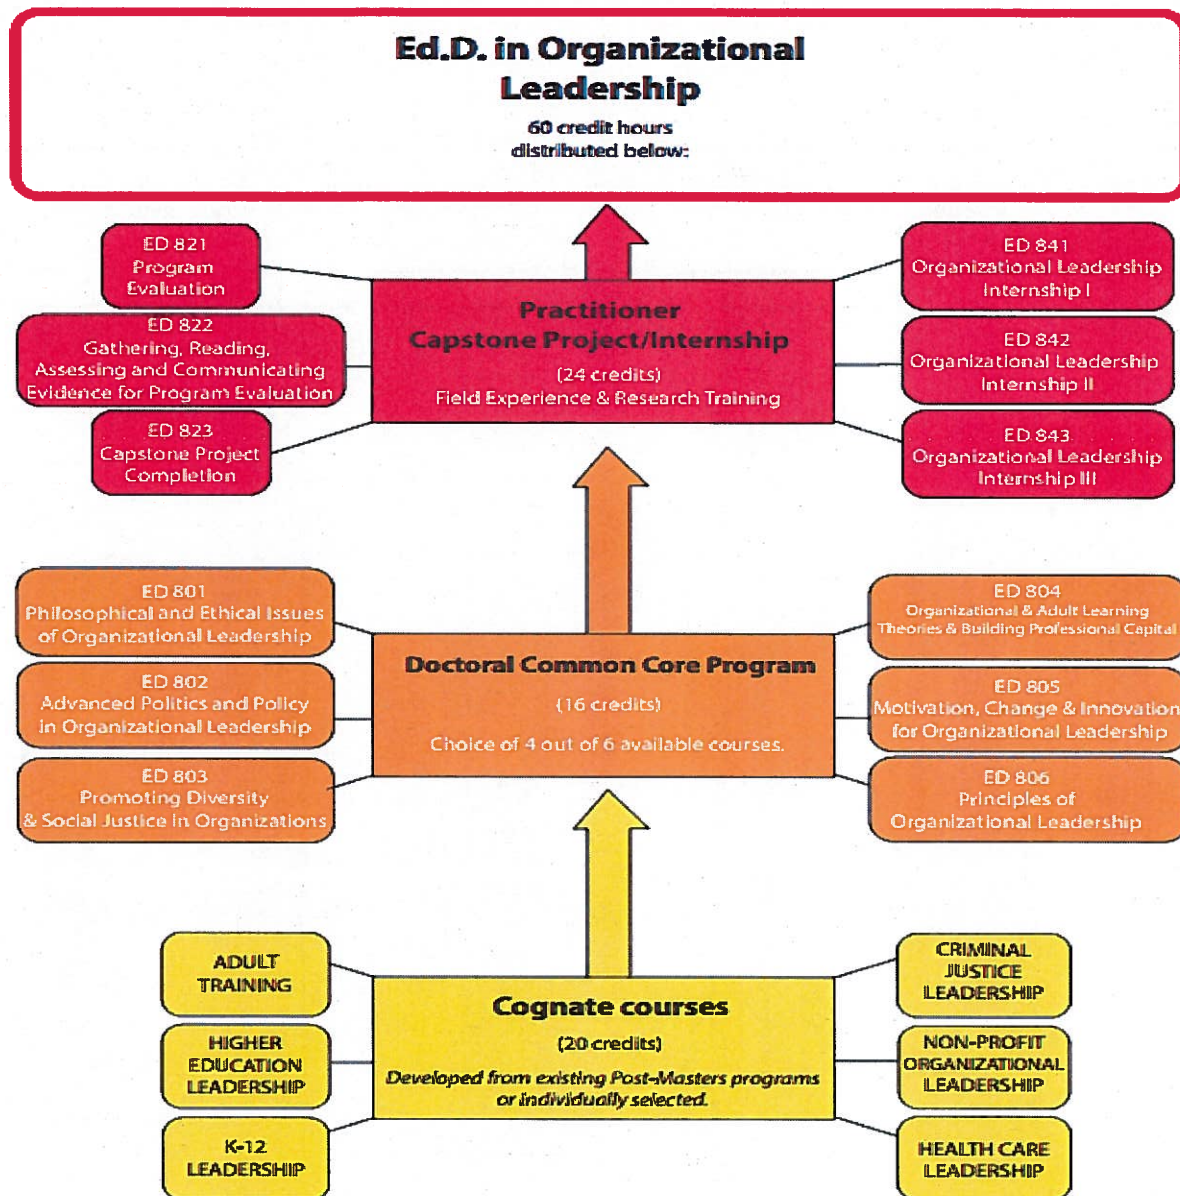 Ed.D. in Organizational
Leadership
60 credit hours
distributed below:
ED 821
Program
Evaluation
ED 822
Gathering, Reading,
Assessing and Communicating
Evidence for Program Evaluation
ED 823
Capstone Project
Completion
Practitioner
Capstone Project/Internship
(24 credits)
Field Experience & Research Training
ED 841
Organizational Leadership
Internship I
ED 842
Organizational Leadership
Internship II
ED 843
Organizational Leadership
Internship III
ED 801
Philosophical and Ethical Issues
of Organizational Leadership
ED 802
Advanced Politics and Policy
in Organizational Leadership
ED 803
Promoting Diversity
& Social Justice in Organizations
Doctoral Common Core Program
(16 credits)
Choice of 4 out of 6 available courses.
ED 804
Organizational & Adult Learning
Theories & Building Professional Capital
ED 805
Motivation, Change & Innovation
for Organizational Leadership
ED 806
Principles of
Organizational Leadership
ADULT
TRAINING
HIGHER
EDUCATION
LEADERSHIP
K-12
LEADERSHIP
Cognate courses
(20 credits)
Developed from existing Post-Masters programs
or individually selected.
CRIMINAL
JUSTICE
LEADERSHIP
NON-PROFIT
ORGANIZATIONAL
LEADERSHIP
HEALTH CARE
LEADERSHIP